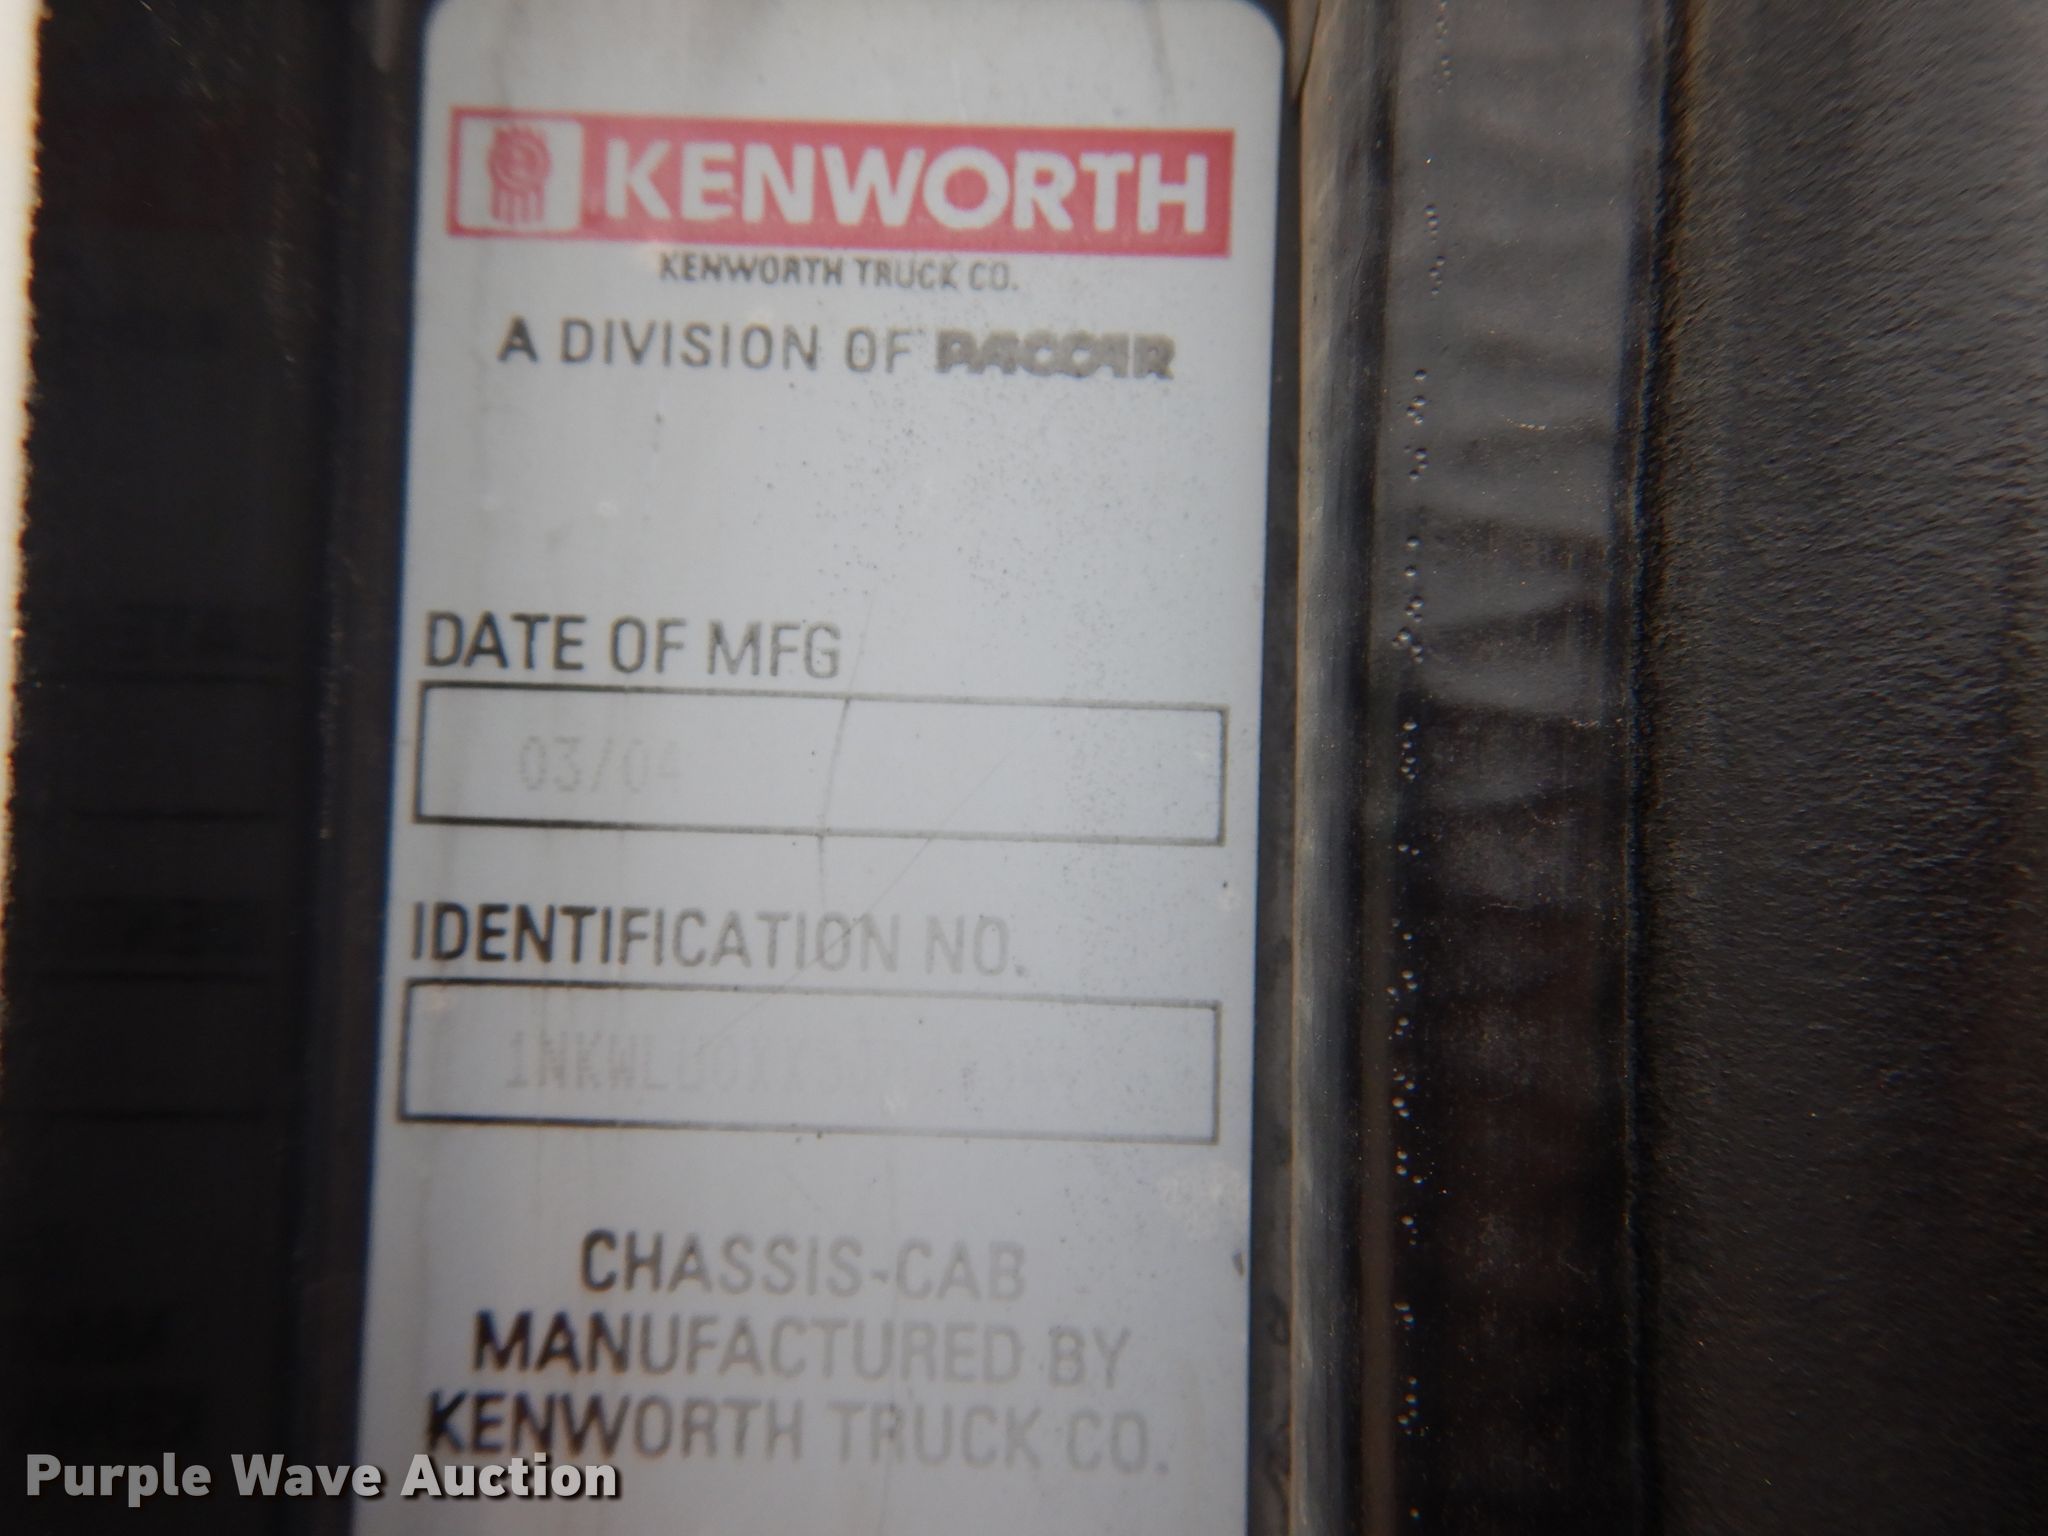 KENWORTH
KENWORTH TRUCK CO.
A DIVISION OF PACCAR
DATE OF MFG
03/04
IDENTIFICATION NO.
CHASSIS-CAB
MANUFACTURED BY
KENWORTH TRUCK CO.
Purple Wave Auction